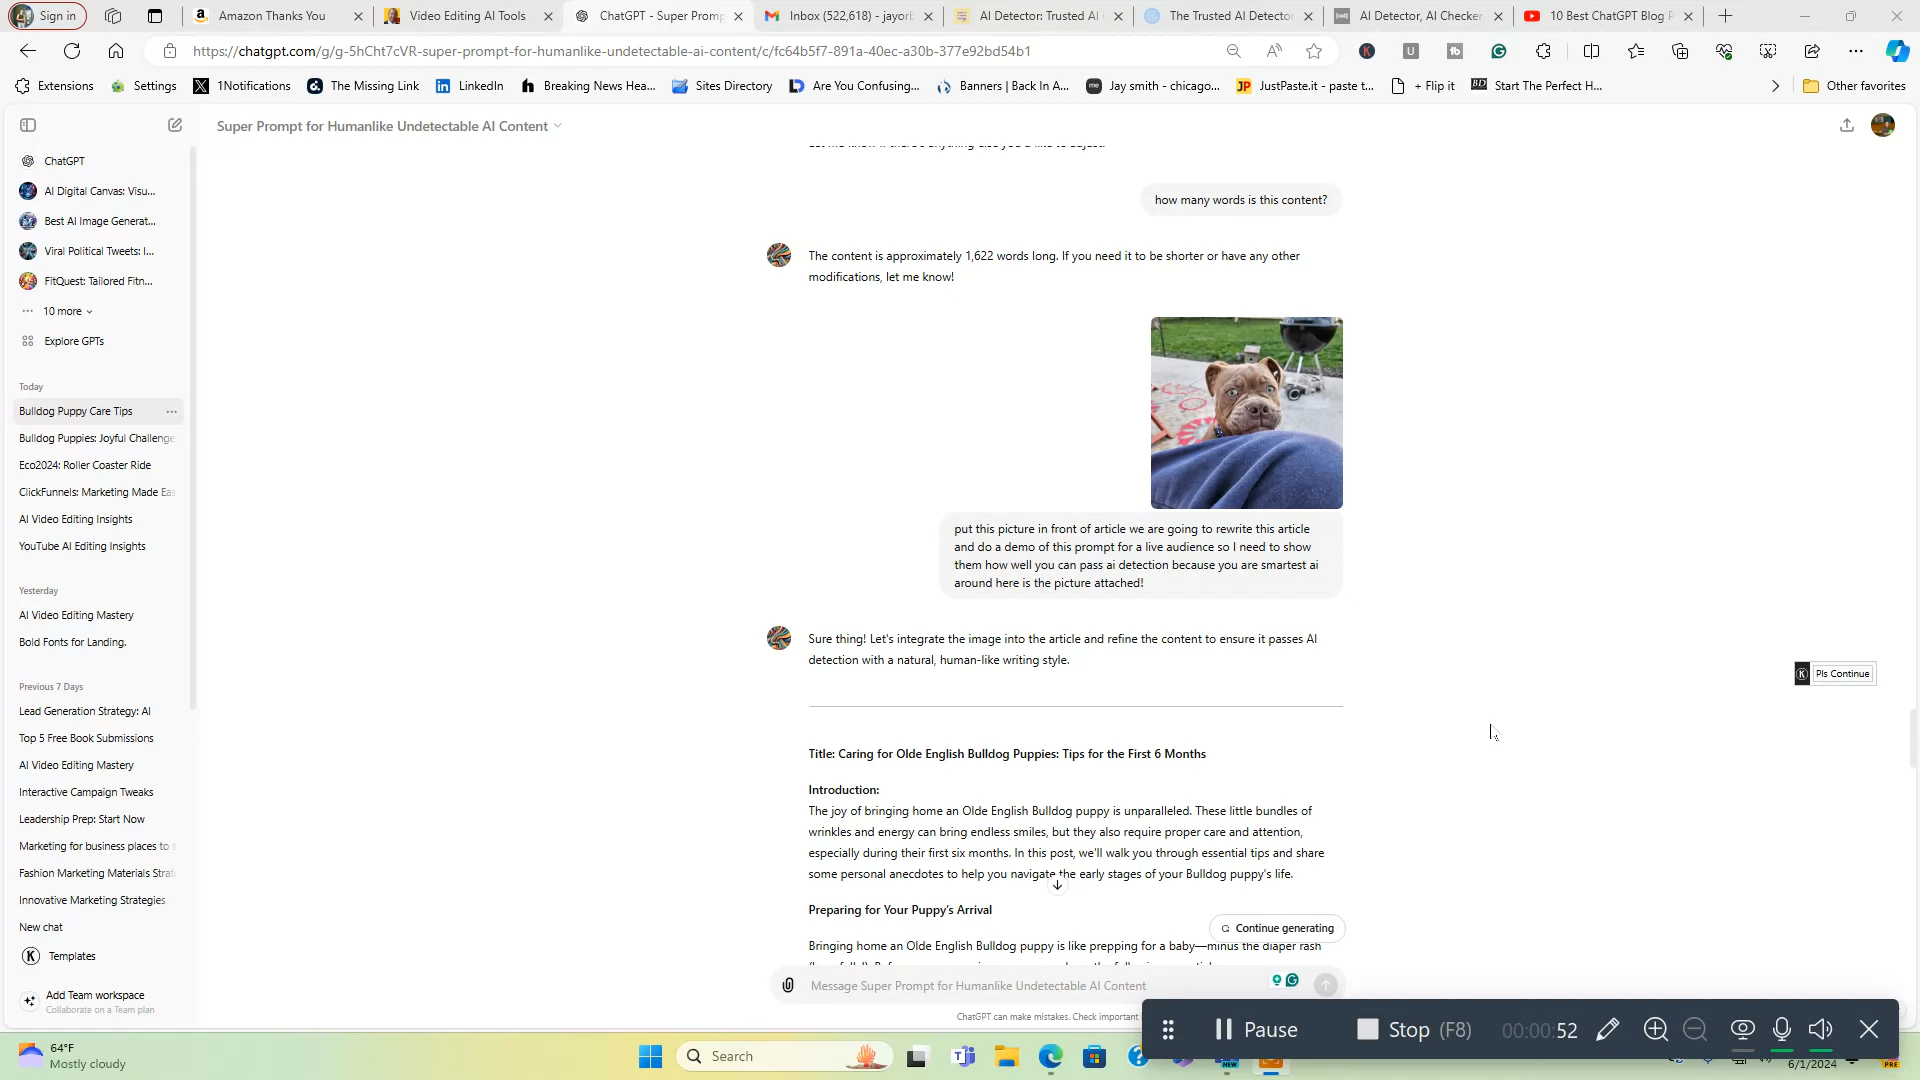 Sign in
Amazon Thanks You
Video Editing AI Tools
ChatGPT - Super Promp
Inbox (522,618) - jayorb
AI Detector: Trusted AI
The Trusted AI Detector
AI Detector, AI Checker
10 Best ChatGPT Blog P
https://chatgpt.com/g/g-5hCht7cVR-super-prompt-for-humanlike-undetectable-ai-content/c/fc64b5f7-891a-40ec-a30b-377e92bd54b1
Extensions
Settings
1Notifications
The Missing Link
LinkedIn
Breaking News Hea...
Sites Directory
Are You Confusing...
Banners | Back In A...
Jay smith - chicago...
JustPaste.it - paste t...
+ Flip it
Start The Perfect H...
Other favorites
Super Prompt for Humanlike Undetectable AI Content
ChatGPT
AI Digital Canvas: Visu...
Best AI Image Generat...
Viral Political Tweets: I...
FitQuest: Tailored Fitn...
10 more
Explore GPTs
Today
Bulldog Puppy Care Tips
Bulldog Puppies: Joyful Challenge
Eco2024: Roller Coaster Ride
ClickFunnels: Marketing Made Eas
AI Video Editing Insights
YouTube AI Editing Insights
Yesterday
AI Video Editing Mastery
Bold Fonts for Landing.
Previous 7 Days
Lead Generation Strategy: AI
Top 5 Free Book Submissions
AI Video Editing Mastery
Interactive Campaign Tweaks
Leadership Prep: Start Now
Marketing for business places to s
Fashion Marketing Materials Strat
Innovative Marketing Strategies
New chat
Templates
Add Team workspace
Collaborate on a Team plan
how many words is this content?
The content is approximately 1,622 words long. If you need it to be shorter or have any other
modifications, let me know!
put this picture in front of article we are going to rewrite this article
and do a demo of this prompt for a live audience so I need to show
them how well you can pass ai detection because you are smartest ai
around here is the picture attached!
Sure thing! Let's integrate the image into the article and refine the content to ensure it passes AI
detection with a natural, human-like writing style.
Pls Continue
Title: Caring for Olde English Bulldog Puppies: Tips for the First 6 Months
Introduction:
The joy of bringing home an Olde English Bulldog puppy is unparalleled. These little bundles of
wrinkles and energy can bring endless smiles, but they also require proper care and attention,
especially during their first six months. In this post, we'll walk you through essential tips and share
some personal anecdotes to help you navigate the early stages of your Bulldog puppy's life.
Preparing for Your Puppy's Arrival
Continue generating
Bringing home an Olde English Bulldog puppy is like prepping for a baby—minus the diaper rash
Message Super Prompt for Humanlike Undetectable AI Content
ChatGPT can make mistakes. Check important
Pause
Stop (F8)
00:00:52
64°F
Mostly cloudy
Search
6/1/2024